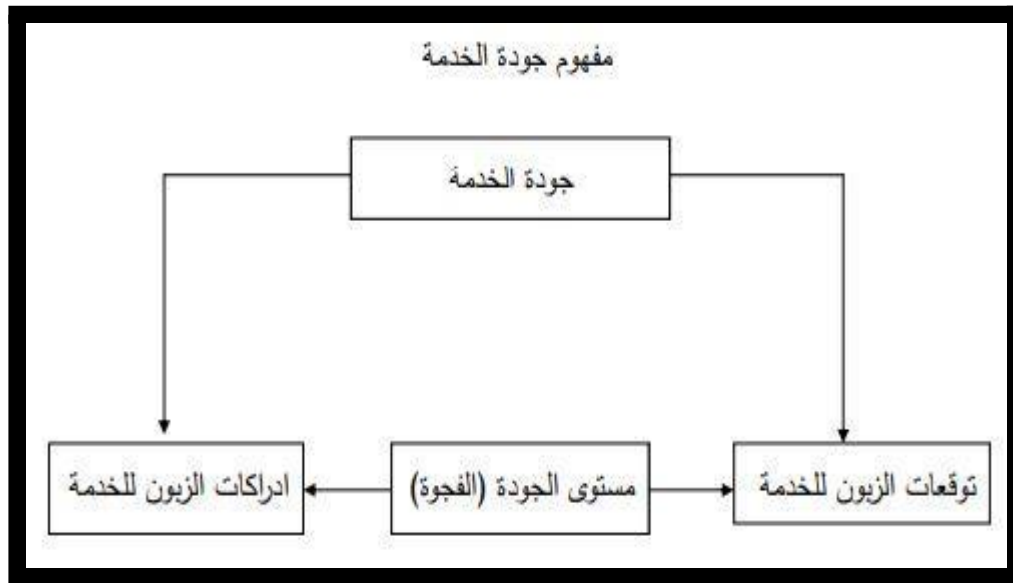 مفهوم جودة الخدمة
جودة الخدمة
توقعات الزبون للخدمة
مستوى الجودة (الفجوة)
ادراكات الزبون للخدمة